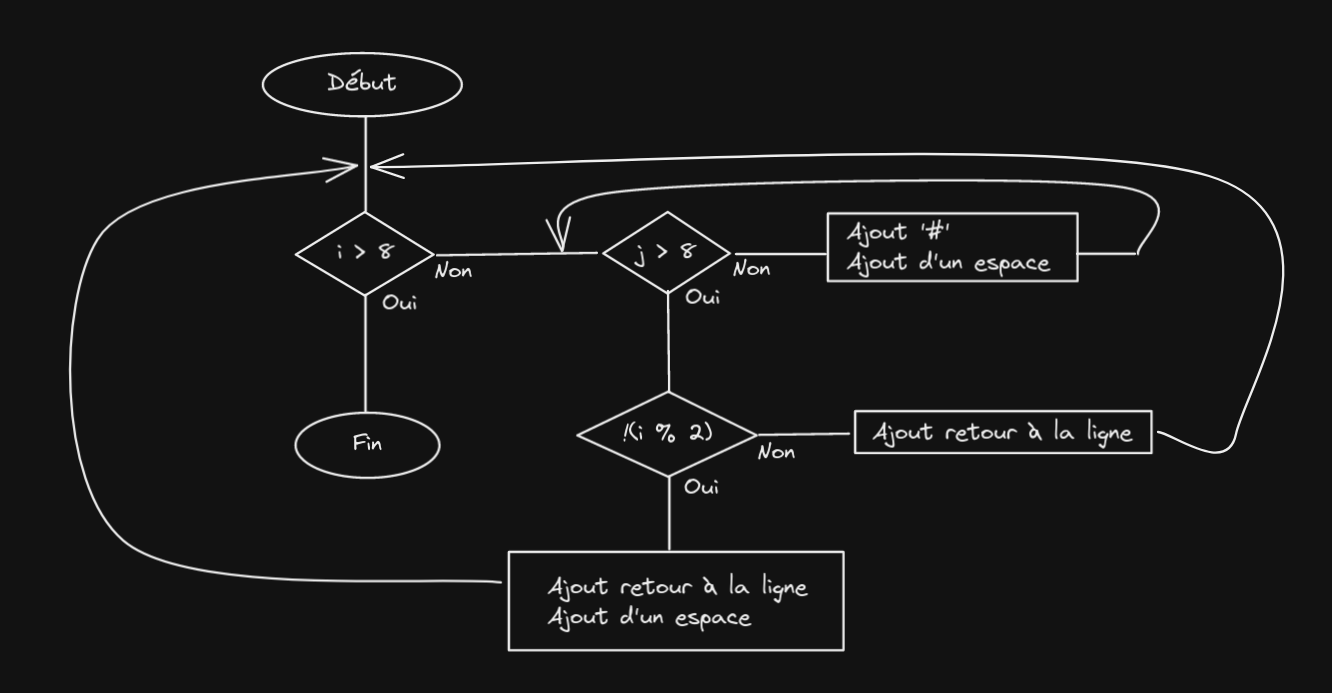 Début
i > 8
Non
Oui
j > 8
Non
Oui
Ajout '#'
Ajout d'un espace
Fin
!(i % 2)
Non
Oui
Ajout retour à la ligne
Ajout retour à la ligne
Ajout d'un espace